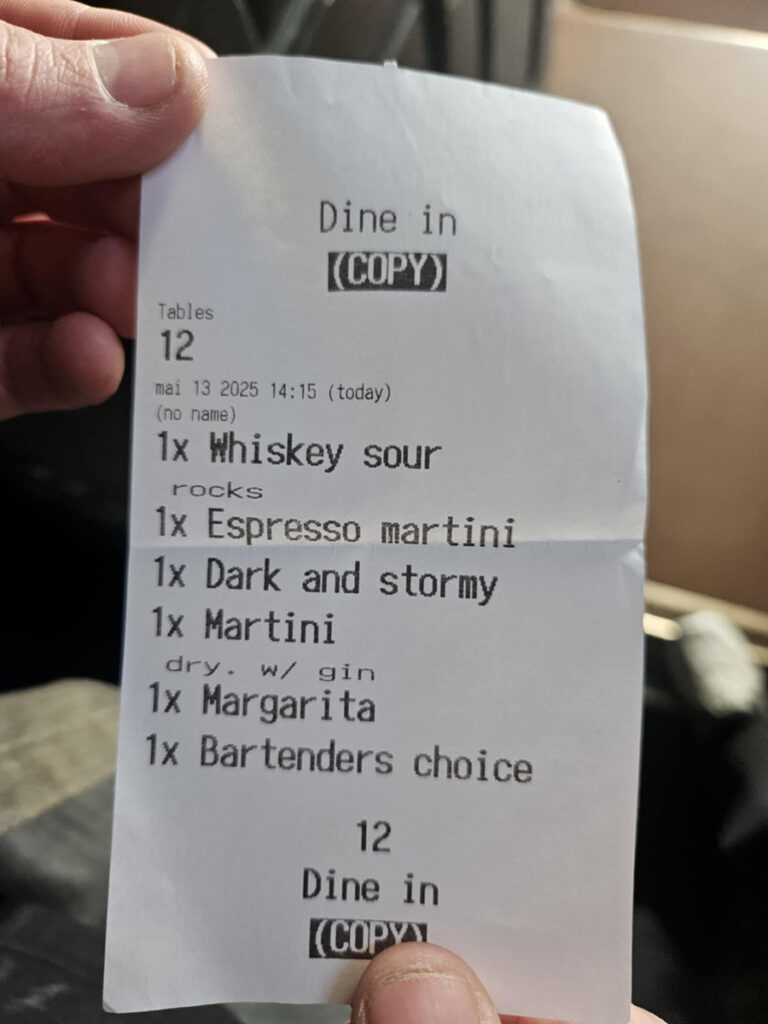 Dine in
(COPY)
Tables
12
mai 13 2025 14:15 (today)
(no name)
1x Whiskey sour
rocks
1x Espresso martini
1x Dark and stormy
1x Martini
dry. w/ gin
1x Margarita
1x Bartenders choice
12
Dine in
(COPY)